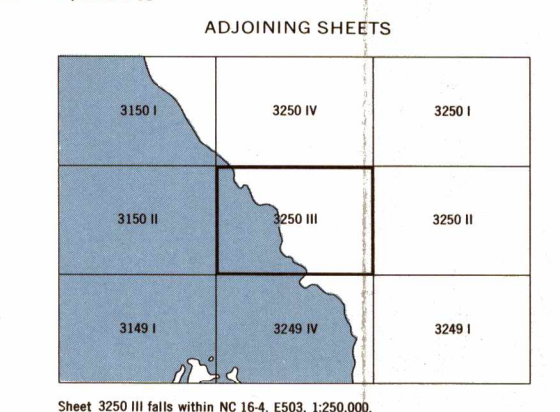 ADJOINING SHEETS
3150 I 3250 IV 3250 I
3150 II 3250 III 3250 II
3149 I 3249 IV 3249 I
Sheet 3250 III falls within NC 16-4, E503, 1:250,000.